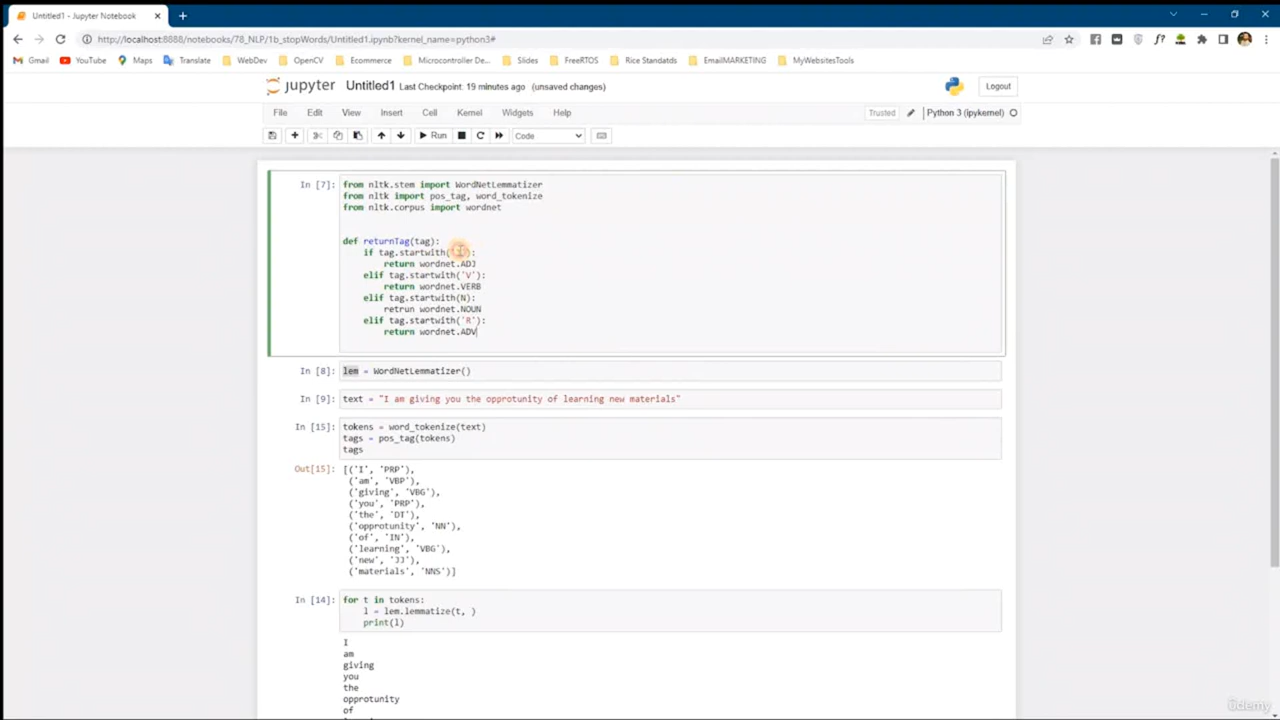 Untitled1 - Jupyter Notebook
http://localhost:8888/notebooks/78_NLP/1b_stopWords/Untitled1.ipynb?kernel_name=python3#
Gmail YouTube Maps Translate WebDev OpenCV Ecommerce Microcontroller De... Slides FreeRTOS Rice Standatds EmailMARKETING MyWebsitesTools
jupyter Untitled1 Last Checkpoint: 19 minutes ago (unsaved changes) Logout
File Edit View Insert Cell Kernel Widgets Help Trusted Python 3 (ipykernel)
Run Code
In [7]: from nltk.stem import WordNetLemmatizer
from nltk import pos_tag, word_tokenize
from nltk.corpus import wordnet
def returnTag(tag):
if tag.startwith(
return wordnet.ADJ
elif tag.startwith('V'):
return wordnet.VERB
elif tag.startwith(N):
retrun wordnet.NOUN
elif tag.startwith('R'):
return wordnet.ADV
In [8]: lem = WordNetLemmatizer()
In [9]: text = "I am giving you the opprotunity of learning new materials"
In [15]: tokens = word_tokenize(text)
tags = pos_tag(tokens)
tags
Out[15]: [('I', 'PRP'),
('am', 'VBP'),
('giving', 'VBG'),
('you', 'PRP'),
('the', 'DT'),
('opprotunity', 'NN'),
('of', 'IN'),
('learning', 'VBG'),
('new', 'JJ'),
('materials', 'NNS')]
In [14]: for t in tokens:
l = lem.lemmatize(t, )
print(l)
I
am
giving
you
the
opprotunity
of
ûdemy